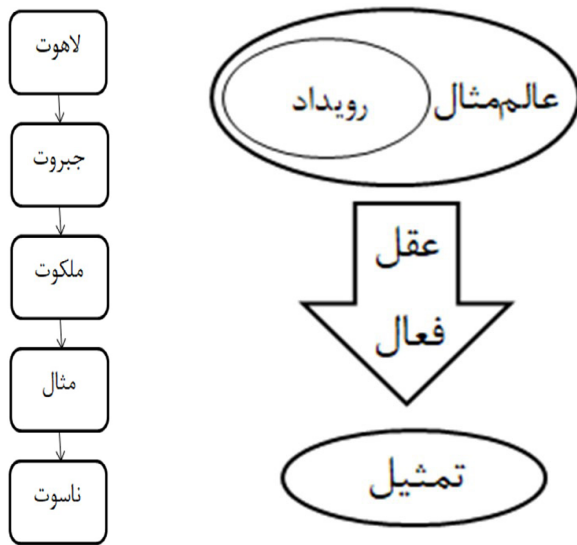 لاهوت
جبروت
ملکوت
مثال
ناسوت
عالم‌مثال
رویداد
عقل
فعال
تمثیل